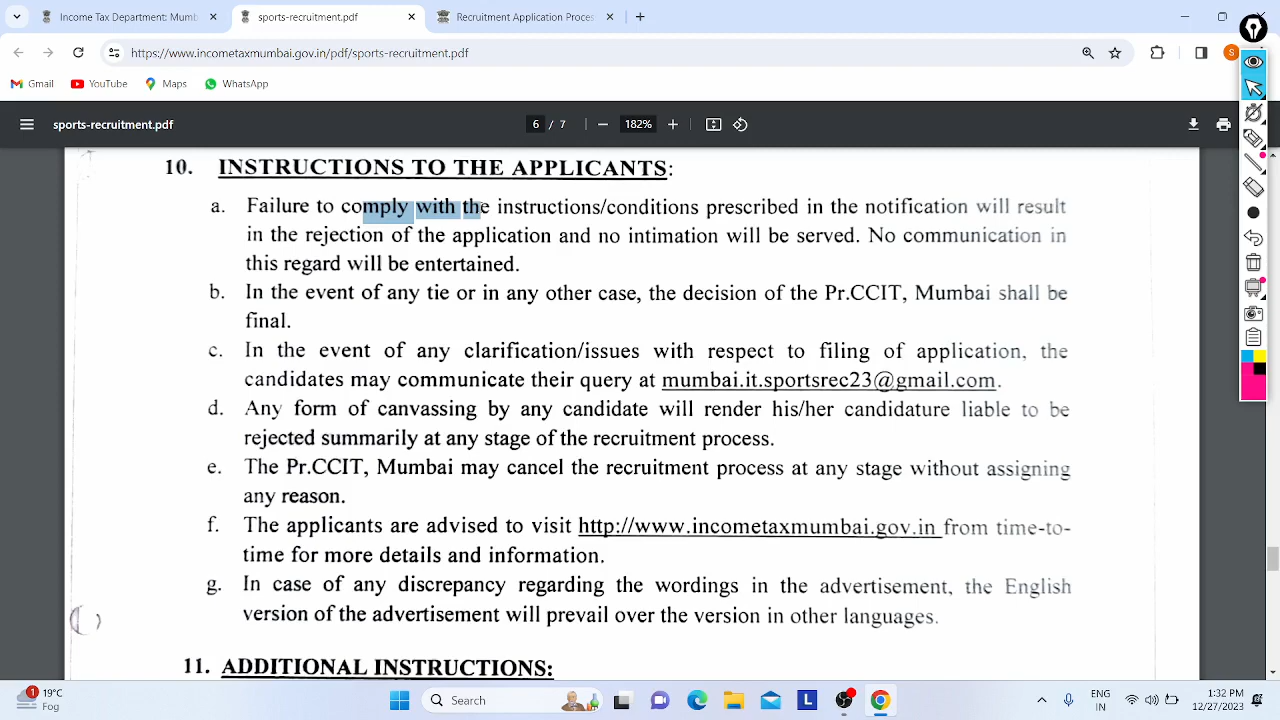 Income Tax Department: Mumb
sports-recruitment.pdf
Recruitment Application Proces
https://www.incometaxmumbai.gov.in/pdf/sports-recruitment.pdf
S
Gmail
YouTube
Maps
WhatsApp
sports-recruitment.pdf
6 / 7
182%
10. INSTRUCTIONS TO THE APPLICANTS:
a. Failure to comply with the instructions/conditions prescribed in the notification will result
in the rejection of the application and no intimation will be served. No communication in
this regard will be entertained.
b. In the event of any tie or in any other case, the decision of the Pr.CCIT, Mumbai shall be
final.
c. In the event of any clarification/issues with respect to filing of application, the
candidates may communicate their query at mumbai.it.sportsrec23@gmail.com.
d. Any form of canvassing by any candidate will render his/her candidature liable to be
rejected summarily at any stage of the recruitment process.
e. The Pr.CCIT, Mumbai may cancel the recruitment process at any stage without assigning
any reason.
f. The applicants are advised to visit http://www.incometaxmumbai.gov.in from time-to-
time for more details and information.
g. In case of any discrepancy regarding the wordings in the advertisement, the English
version of the advertisement will prevail over the version in other languages.
11. ADDITIONAL INSTRUCTIONS:
1
19°C
Fog
Search
L
ENG
IN
1:32 PM
12/27/2023